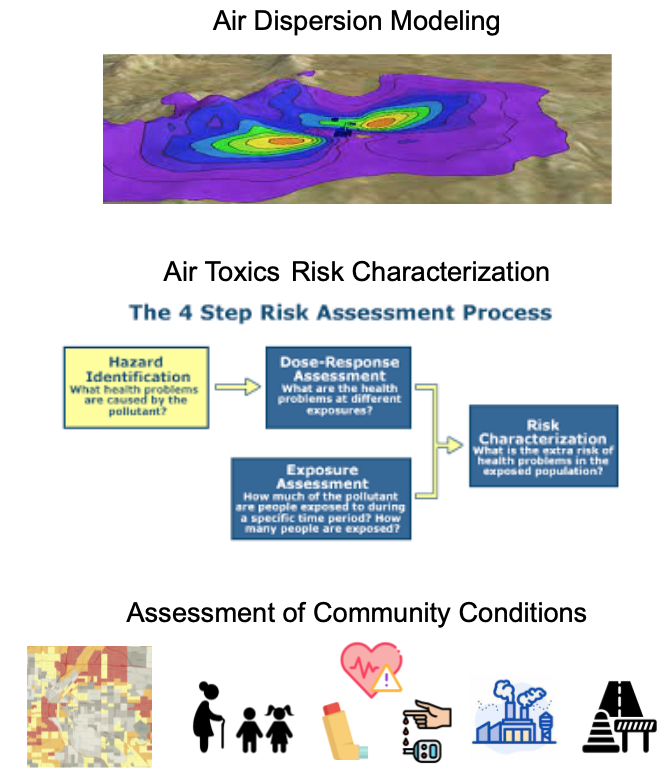 Air Dispersion Modeling
Air Toxics Risk Characterization
The 4 Step Risk Assessment Process
Hazard
Identification
What health problems
are caused by the
pollutant?
Dose-Response
Assessment
What are the health
problems at different
exposures?
Exposure
Assessment
How much of the pollutant
are people exposed to during
a specific time period? How
many people are exposed?
Risk
Characterization
What is the extra risk of
health problems in the
exposed population?
Assessment of Community Conditions